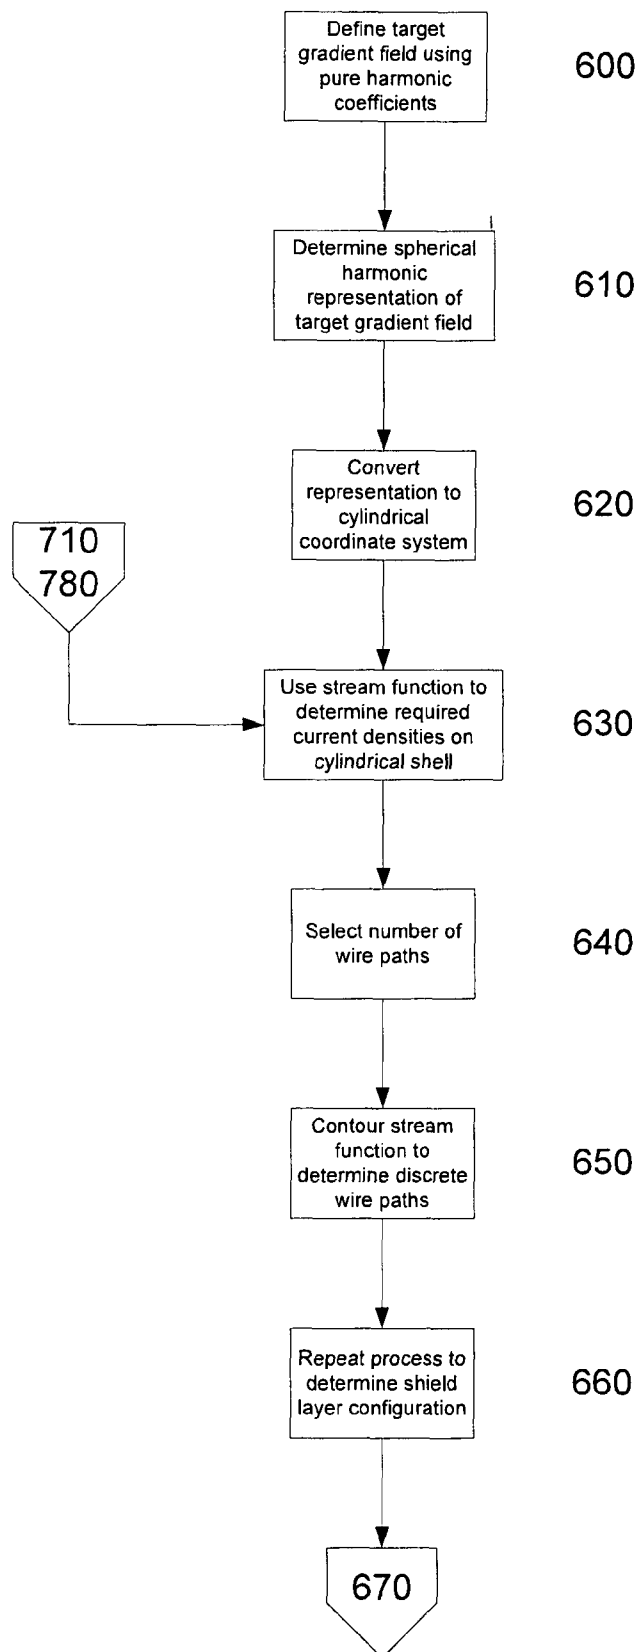 Define target
gradient field using
pure harmonic
coefficients
600
Determine spherical
harmonic
representation of
target gradient field
610
Convert
representation to
cylindrical
coordinate system
620
710
780
Use stream function to
determine required
current densities on
cylindrical shell
630
Select number of
wire paths
640
Contour stream
function to
determine discrete
wire paths
650
Repeat process to
determine shield
layer configuration
660
670